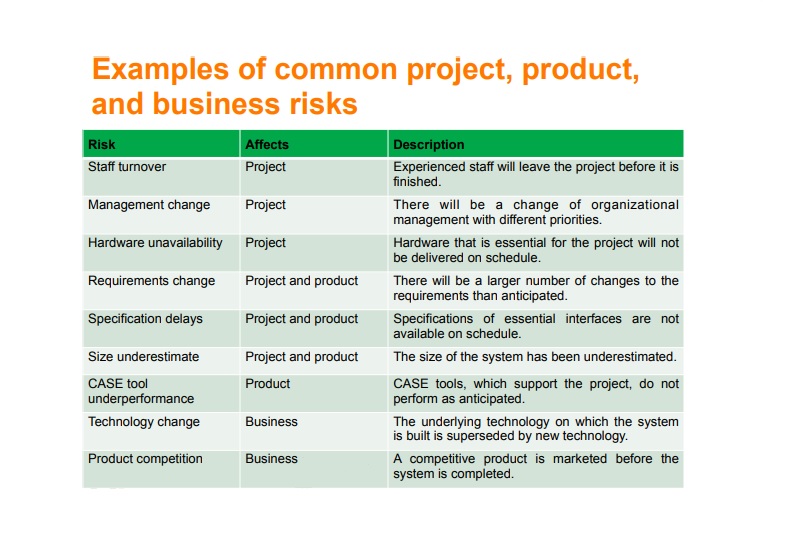 Examples of common project, product,
and business risks
Risk Affects Description
Staff turnover Project Experienced staff will leave the project before it is
finished.
Management change Project There will be a change of organizational
management with different priorities.
Hardware unavailability Project Hardware that is essential for the project will not
be delivered on schedule.
Requirements change Project and product There will be a larger number of changes to the
requirements than anticipated.
Specification delays Project and product Specifications of essential interfaces are not
available on schedule.
Size underestimate Project and product The size of the system has been underestimated.
CASE tool Product CASE tools, which support the project, do not
underperformance perform as anticipated.
Technology change Business The underlying technology on which the system
is built is superseded by new technology.
Product competition Business A competitive product is marketed before the
system is completed.